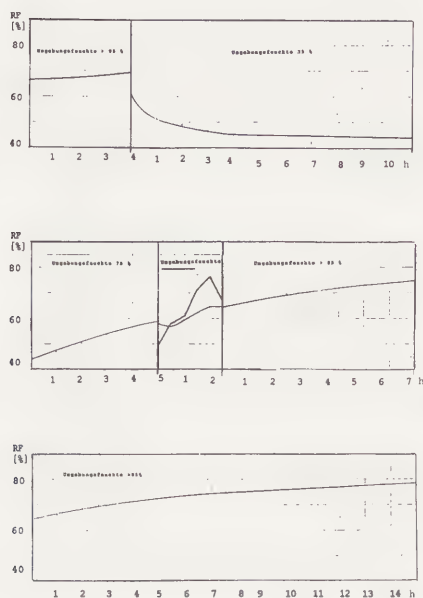 RF
[%]
80
60
40
Umgebungsfeuchte > 95 %
Umgebungsfeuchte 35 %
1 2 3 4 1 2 3 4 5 6 7 8 9 10 h
RF
[%]
80
60
40
Umgebungsfeuchte 70 %
Umgebungsfeuchte
1 2 3 4 5 1 2 1 2 3 4 5 6 7 h
RF
[%]
80
60
40
Umgebungsfeuchte
1 2 3 4 5 6 7 8 9 10 11 12 13 14 h